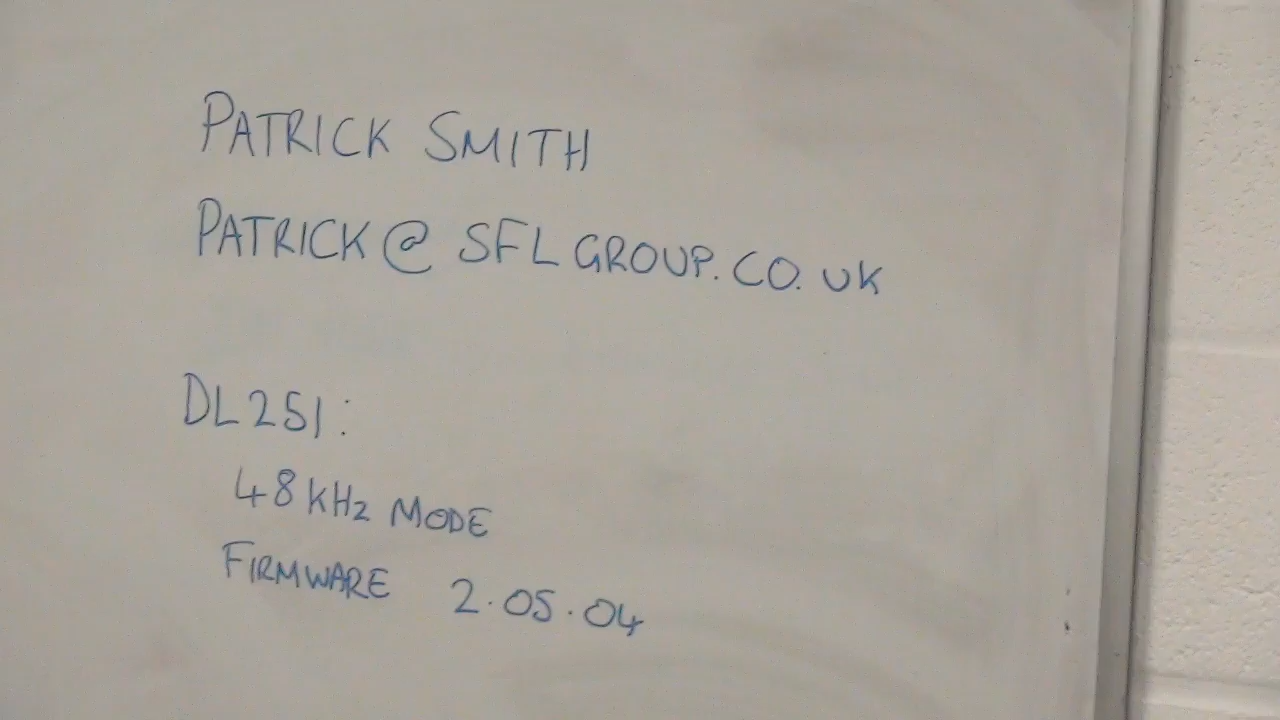 PATRICK SMITH
PATRICK@SFLGROUP.CO.UK
DL251:
48KHz MODE
FIRMWARE 2.05.04